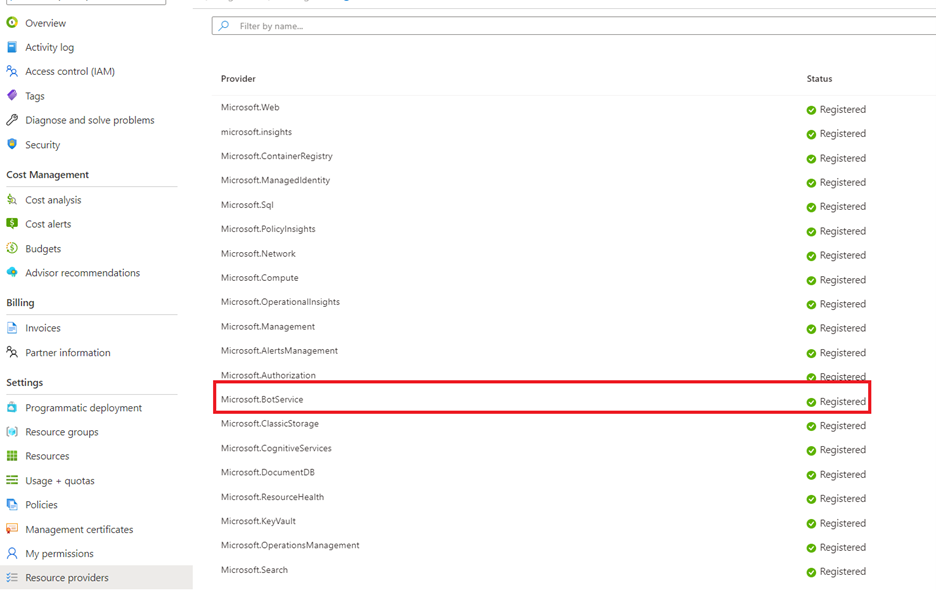 Overview
Activity log
Access control (IAM)
Tags
Diagnose and solve problems
Security
Cost Management
Cost analysis
Cost alerts
Budgets
Advisor recommendations
Billing
Invoices
Partner information
Settings
Programmatic deployment
Resource groups
Resources
Usage + quotas
Policies
Management certificates
My permissions
Resource providers
Filter by name...
Provider Status
Microsoft.Web Registered
microsoft.insights Registered
Microsoft.ContainerRegistry Registered
Microsoft.ManagedIdentity Registered
Microsoft.Sql Registered
Microsoft.PolicyInsights Registered
Microsoft.Network Registered
Microsoft.Compute Registered
Microsoft.OperationalInsights Registered
Microsoft.Management Registered
Microsoft.AlertsManagement Registered
Microsoft.Authorization Registered
Microsoft.BotService Registered
Microsoft.ClassicStorage Registered
Microsoft.CognitiveServices Registered
Microsoft.DocumentDB Registered
Microsoft.ResourceHealth Registered
Microsoft.KeyVault Registered
Microsoft.OperationsManagement Registered
Microsoft.Search Registered